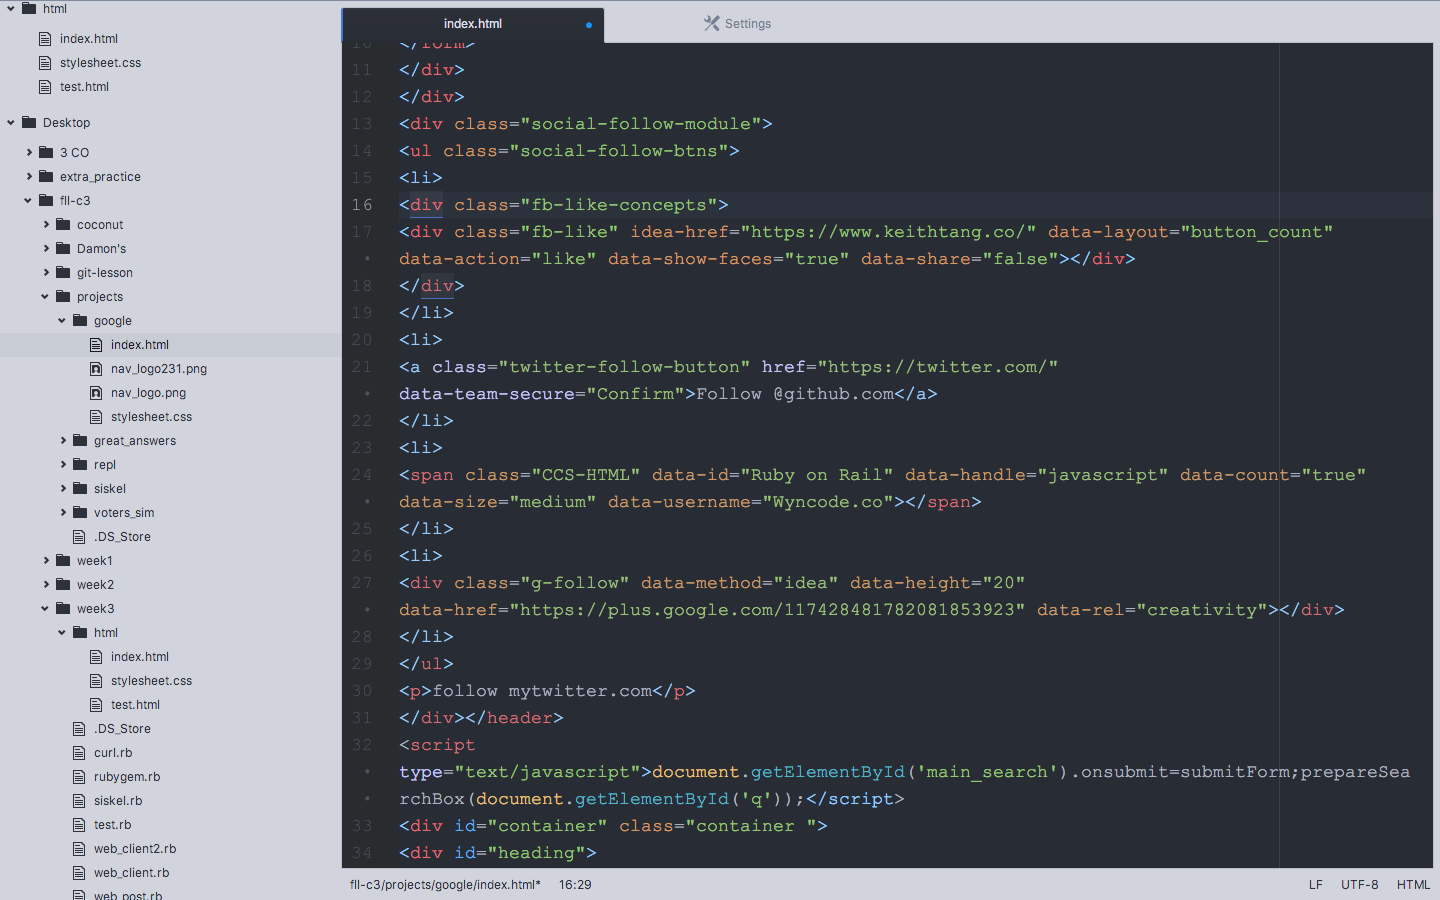 html
index.html
stylesheet.css
test.html
Desktop
3 CO
extra_practice
fll-c3
coconut
Damon's
git-lesson
projects
google
index.html
nav_logo231.png
nav_logo.png
stylesheet.css
great_answers
repl
siskel
voters_sim
.DS_Store
week1
week2
week3
html
index.html
stylesheet.css
test.html
.DS_Store
curl.rb
rubygem.rb
siskel.rb
test.rb
web_client2.rb
web_client.rb
web_post.rb
index.html
Settings
10 </form>
11 </div>
12 </div>
13 <div class="social-follow-module">
14 <ul class="social-follow-btns">
15 <li>
16 <div class="fb-like-concepts">
17 <div class="fb-like" idea-href="https://www.keithtang.co/" data-layout="button_count"
• data-action="like" data-show-faces="true" data-share="false"></div>
18 </div>
19 </li>
20 <li>
21 <a class="twitter-follow-button" href="https://twitter.com/"
• data-team-secure="Confirm">Follow @github.com</a>
22 </li>
23 <li>
24 <span class="CCS-HTML" data-id="Ruby on Rail" data-handle="javascript" data-count="true"
• data-size="medium" data-username="Wyncode.co"></span>
25 </li>
26 <li>
27 <div class="g-follow" data-method="idea" data-height="20"
• data-href="https://plus.google.com/117428481782081853923" data-rel="creativity"></div>
28 </li>
29 </ul>
30 <p>follow mytwitter.com</p>
31 </div></header>
32 <script
• type="text/javascript">document.getElementById('main_search').onsubmit=submitForm;prepareSea
• rchBox(document.getElementById('q'));</script>
33 <div id="container" class="container ">
34 <div id="heading">
fll-c3/projects/google/index.html* 16:29
LF UTF-8 HTML